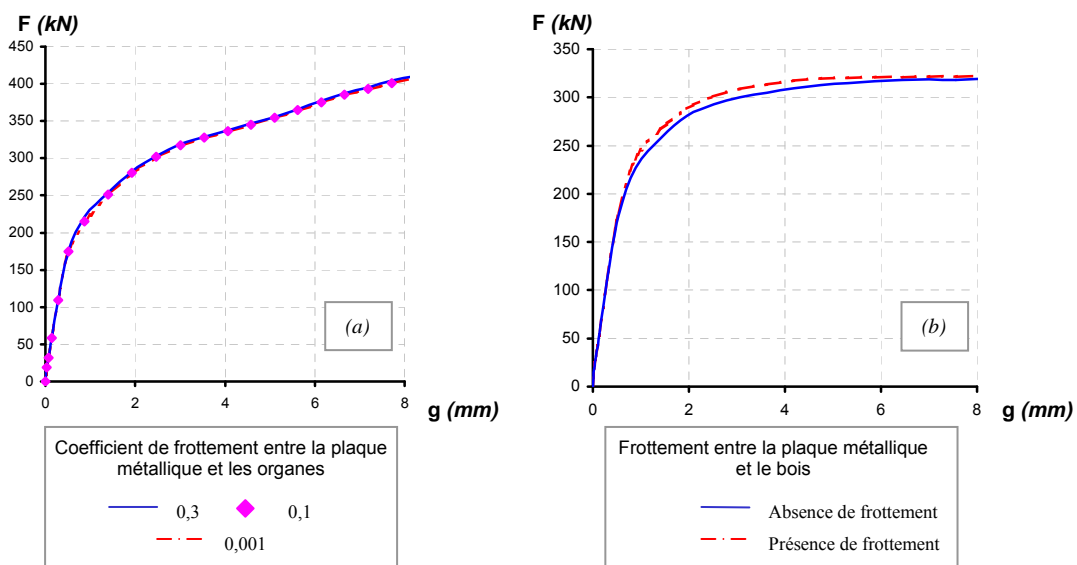 F (kN)
450
400
350
300
250
200
150
100
50
0
0 2 4 6 8
g (mm)
(a)
Coefficient de frottement entre la plaque
métallique et les organes
0,3 0,1
0,001
F (kN)
350
300
250
200
150
100
50
0
0 2 4 6 8
g (mm)
(b)
Frottement entre la plaque métallique
et le bois
Absence de frottement
Présence de frottement